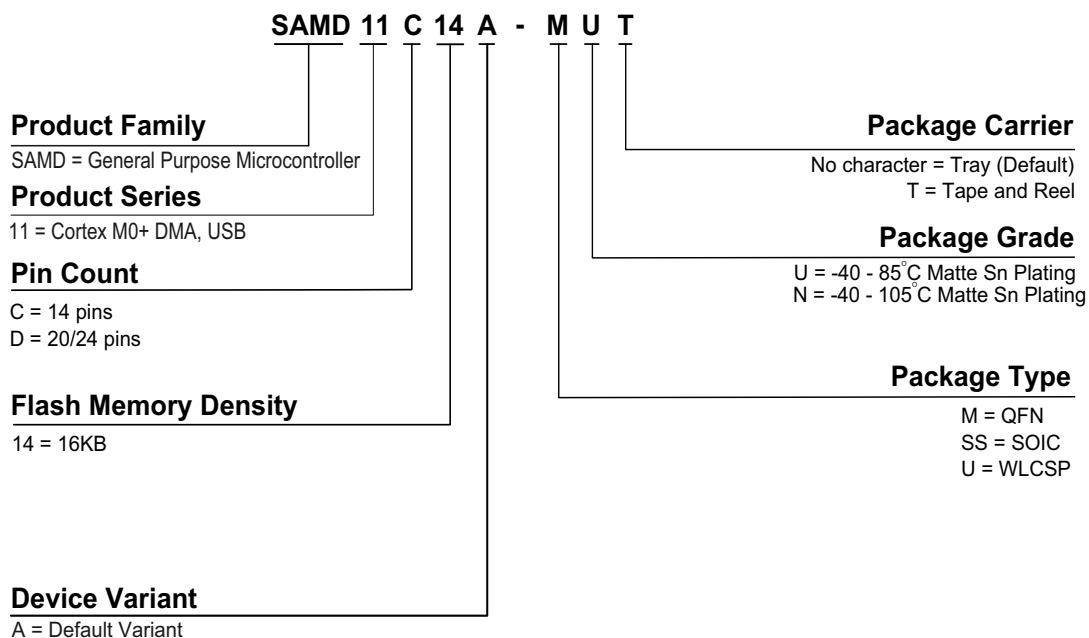 SAMD 11 C 14 A - M U T
Product Family
SAMD = General Purpose Microcontroller
Product Series
11 = Cortex M0+ DMA, USB
Pin Count
C = 14 pins
D = 20/24 pins
Flash Memory Density
14 = 16KB
Device Variant
A = Default Variant
Package Carrier
No character = Tray (Default)
T = Tape and Reel
Package Grade
U = -40 - 85°C Matte Sn Plating
N = -40 - 105°C Matte Sn Plating
Package Type
M = QFN
SS = SOIC
U = WLCSP